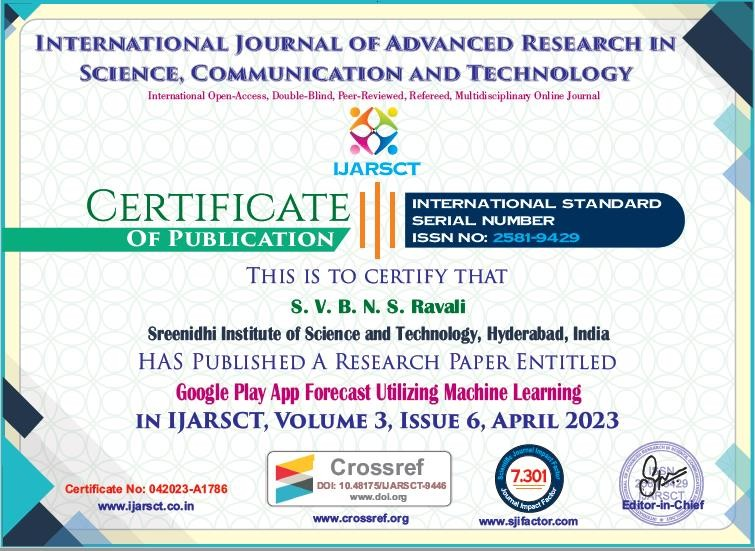 INTERNATIONAL JOURNAL OF ADVANCED RESEARCH IN
SCIENCE, COMMUNICATION AND TECHNOLOGY
International Open-Access, Double-Blind, Peer-Reviewed, Refereed, Multidisciplinary Online Journal
IJARSCT
CERTIFICATE
OF PUBLICATION
INTERNATIONAL STANDARD
SERIAL NUMBER
ISSN NO: 2581-9429
THIS IS TO CERTIFY THAT
S. V. B. N. S. Ravali
Sreenidhi Institute of Science and Technology, Hyderabad, India
HAS PUBLISHED A RESEARCH PAPER ENTITLED
Google Play App Forecast Utilizing Machine Learning
IN IJARSCT, VOLUME 3, ISSUE 6, APRIL 2023
Certificate No: 042023-A1786
www.ijarsct.co.in
Crossref
DOI: 10.48175/IJARSCT-9446
www.doi.org
www.crossref.org
Scientific Journal Impact Factor
7.301
Journal Impact Factor
www.sjifactor.com
ISSN
IJARSCT
Editor-in-Chief